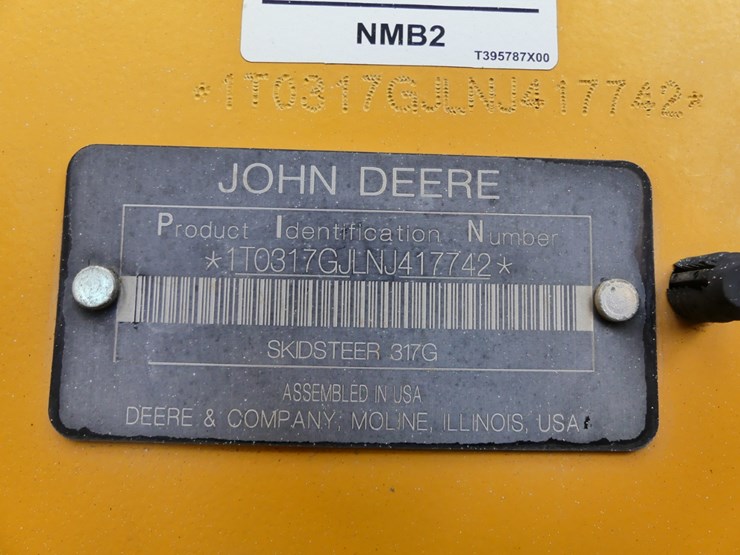 NMB2
T395787X00
*1T0317GJLNJ417742*
JOHN DEERE
Product Identification Number
*1T0317GJLNJ417742*
SKIDSTEER 317G
ASSEMBLED IN USA
DEERE & COMPANY, MOLINE, ILLINOIS, USA